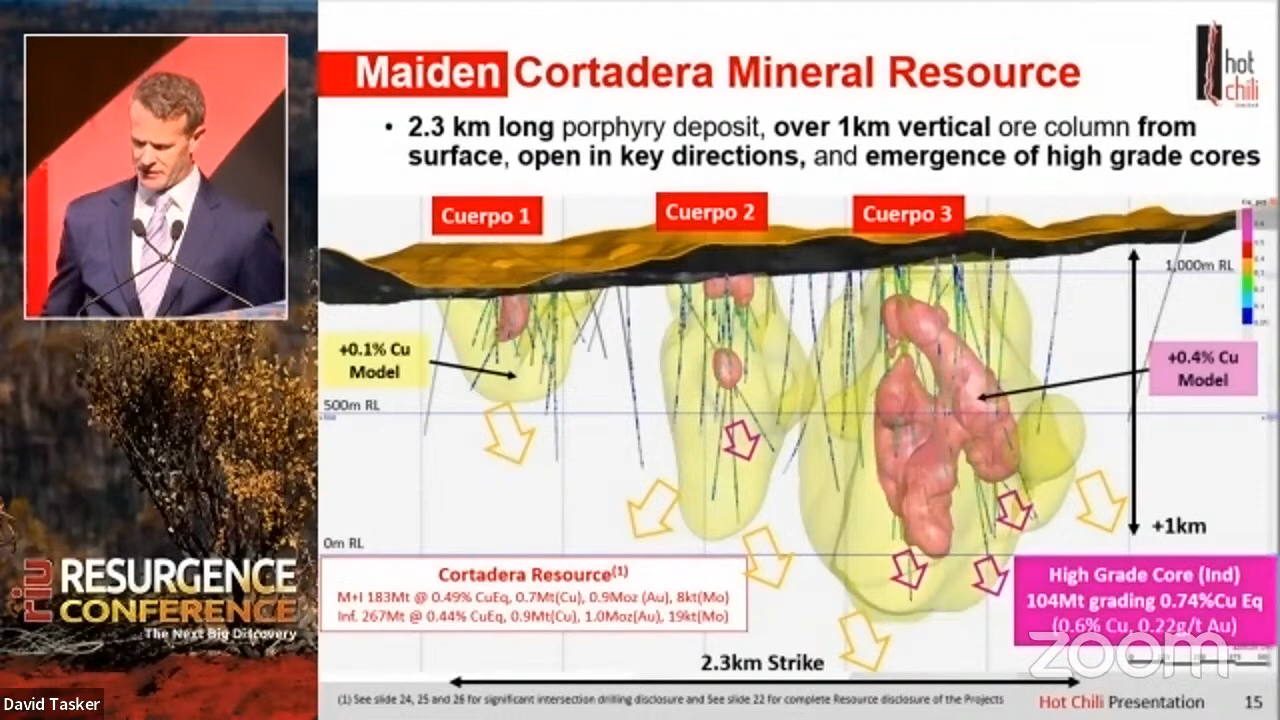 Maiden Cortadera Mineral Resource
hot
chili
• 2.3 km long porphyry deposit, over 1km vertical ore column from
surface, open in key directions, and emergence of high grade cores
Cuerpo 1
Cuerpo 2
Cuerpo 3
1,000m RL
+0.1% Cu
Model
+0.4% Cu
Model
500m RL
0m RL
+1km
Cortadera Resource(1)
M+I 183Mt @ 0.49% CuEq, 0.7Mt(Cu), 0.9Moz (Au), 8kt(Mo)
Inf. 267Mt @ 0.44% CuEq, 0.9Mt(Cu), 1.0Moz(Au), 19kt(Mo)
High Grade Core (Ind)
104Mt grading 0.74%Cu Eq
(0.6% Cu, 0.22g/t Au)
zoom
2.3km Strike
(1) See slide 24, 25 and 26 for significant intersection drilling disclosure and See slide 22 for complete Resource disclosure of the Projects
Hot Chili Presentation 15
riu RESURGENCE
CONFERENCE
The Next Big Discovery
David Tasker